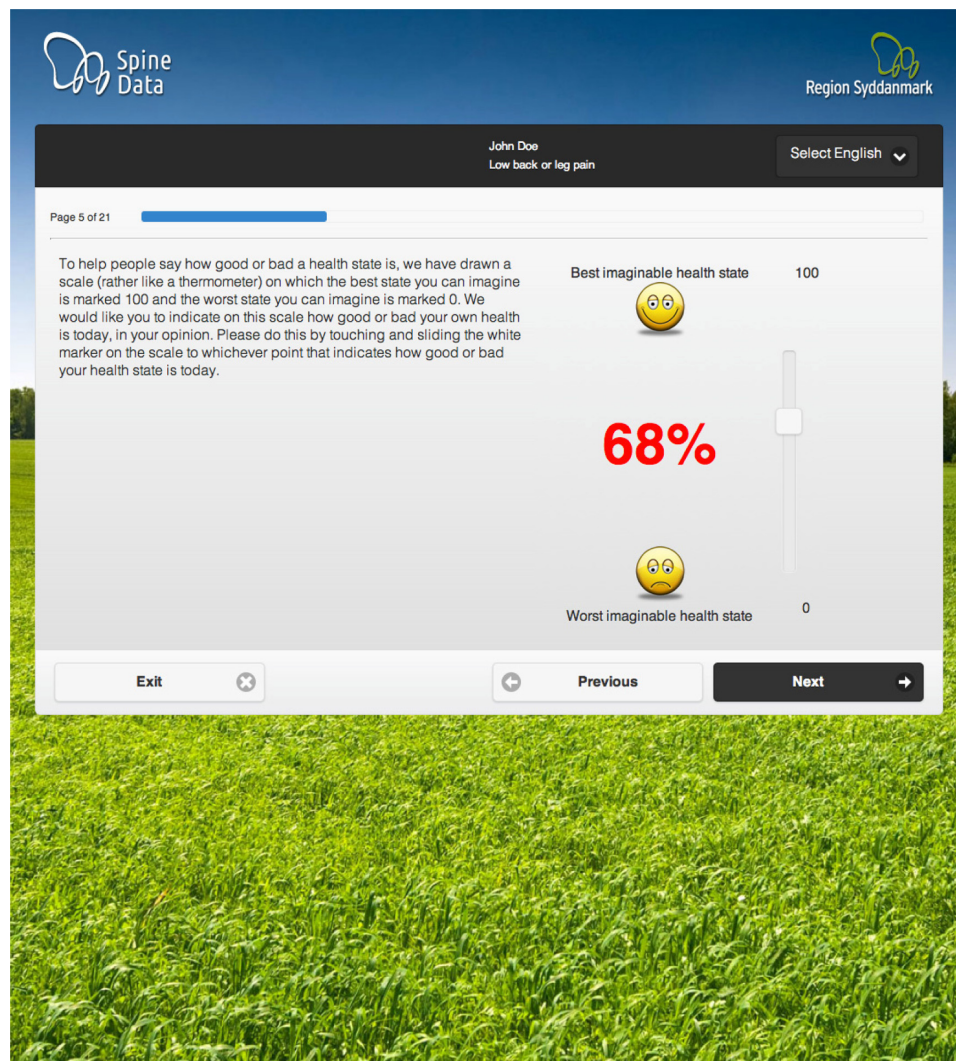 Spine
Data
Region Syddanmark
John Doe
Low back or leg pain
Select English
Page 5 of 21
To help people say how good or bad a health state is, we have drawn a
scale (rather like a thermometer) on which the best state you can imagine
is marked 100 and the worst state you can imagine is marked 0. We
would like you to indicate on this scale how good or bad your own health
is today, in your opinion. Please do this by touching and sliding the white
marker on the scale to whichever point that indicates how good or bad
your health state is today.
Best imaginable health state 100
68%
Worst imaginable health state 0
Exit
Previous
Next